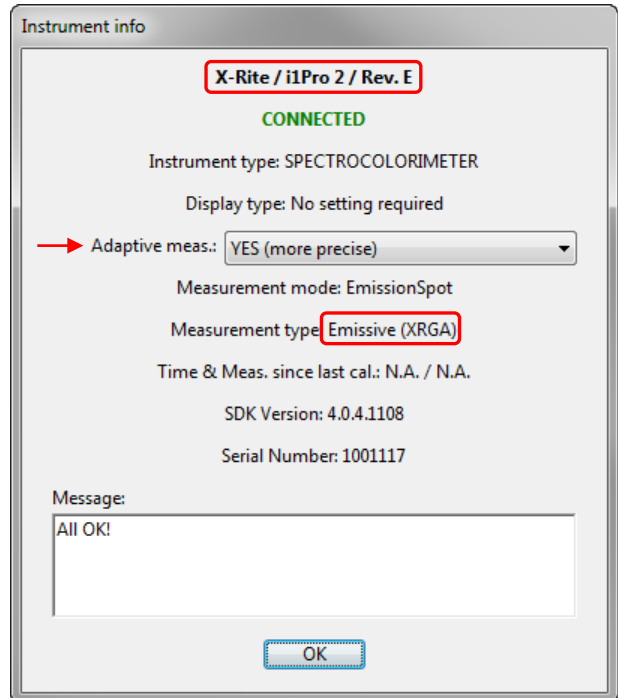 Instrument info
X-Rite / i1Pro 2 / Rev. E
CONNECTED
Instrument type: SPECTROCOLORIMETER
Display type: No setting required
Adaptive meas.: YES (more precise)
Measurement mode: EmissionSpot
Measurement type Emissive (XRGA)
Time & Meas. since last cal.: N.A. / N.A.
SDK Version: 4.0.4.1108
Serial Number: 1001117
Message:
All OK!
OK